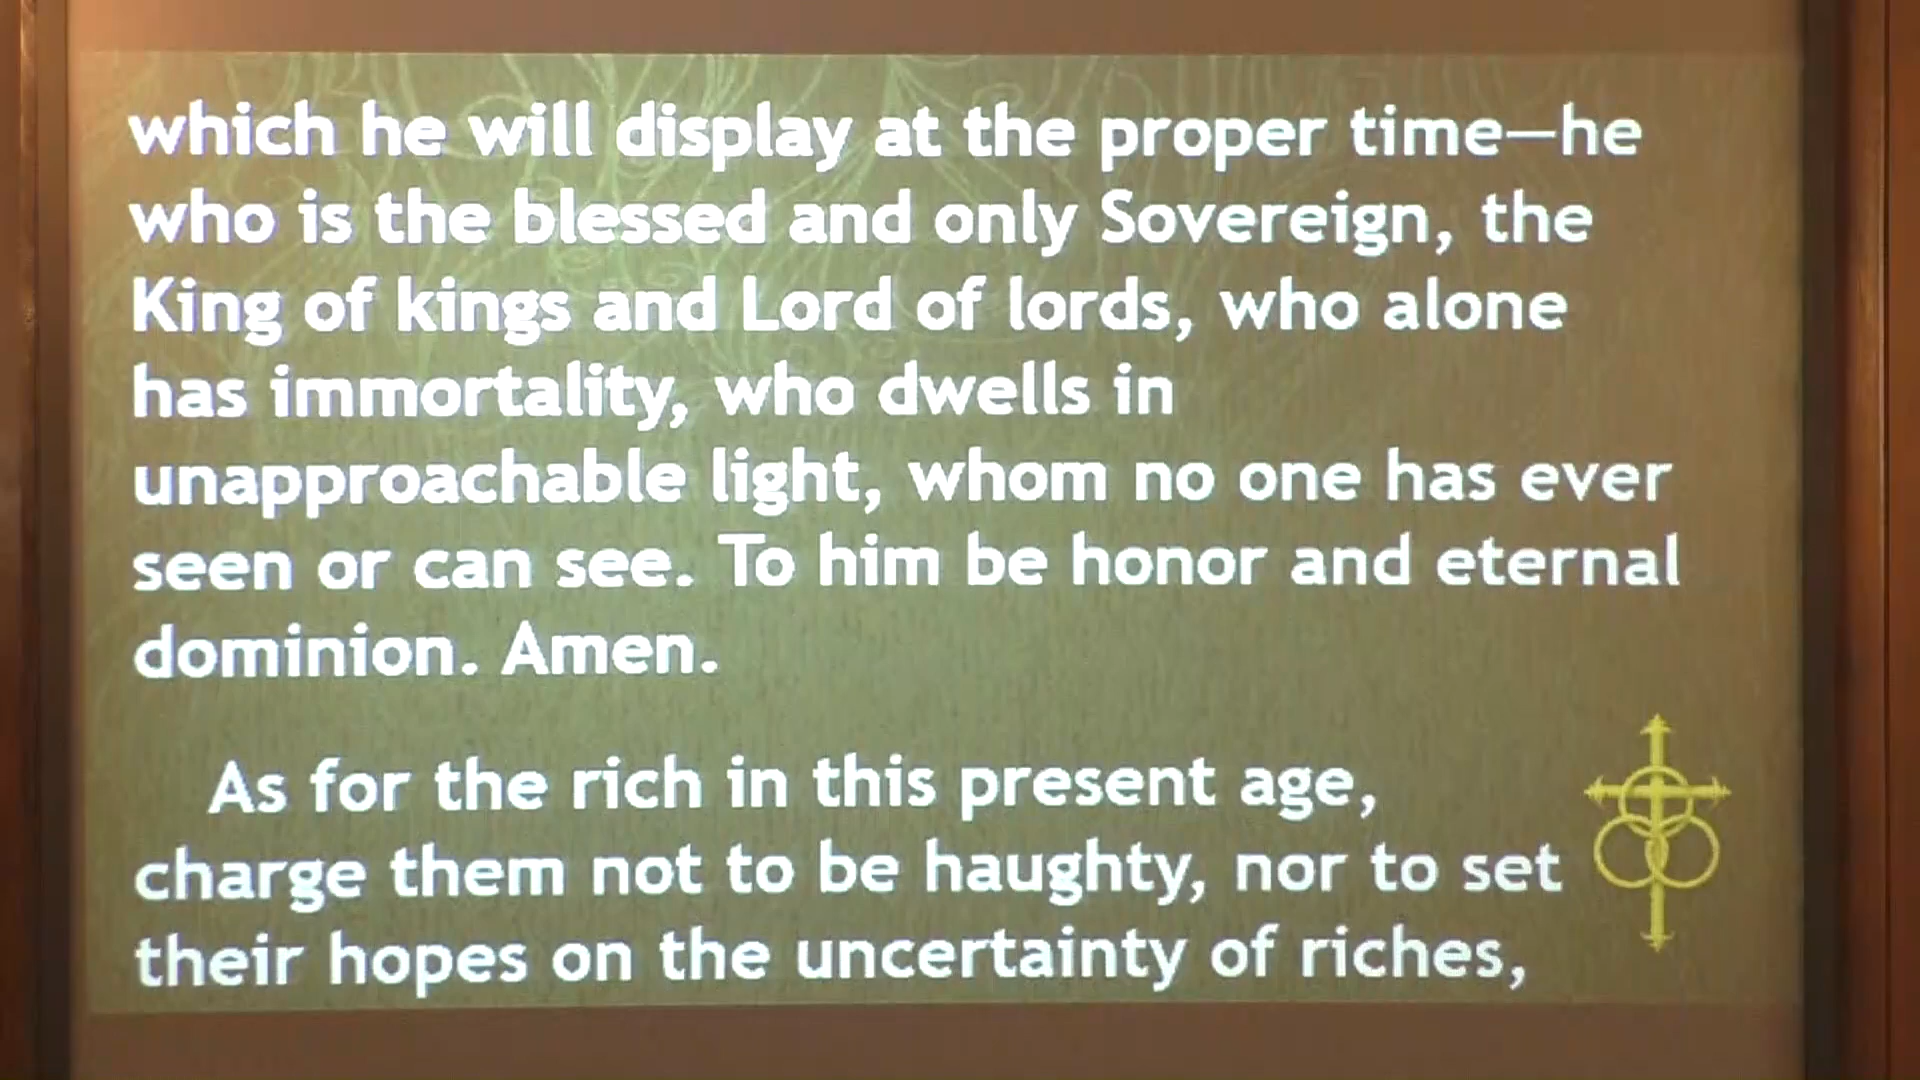 which he will display at the proper time—he
who is the blessed and only Sovereign, the
King of kings and Lord of lords, who alone
has immortality, who dwells in
unapproachable light, whom no one has ever
seen or can see. To him be honor and eternal
dominion. Amen.
As for the rich in this present age,
charge them not to be haughty, nor to set
their hopes on the uncertainty of riches,